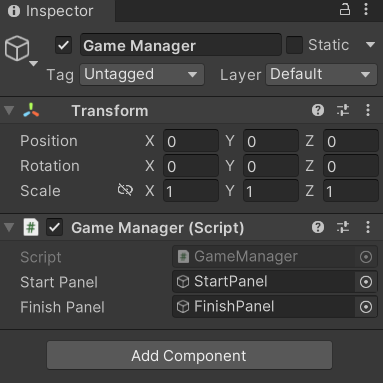 Inspector
Game Manager Static
Tag Untagged Layer Default
Transform
Position X 0 Y 0 Z 0
Rotation X 0 Y 0 Z 0
Scale X 1 Y 1 Z 1
# Game Manager (Script)
Script # GameManager
Start Panel StartPanel
Finish Panel FinishPanel
Add Component